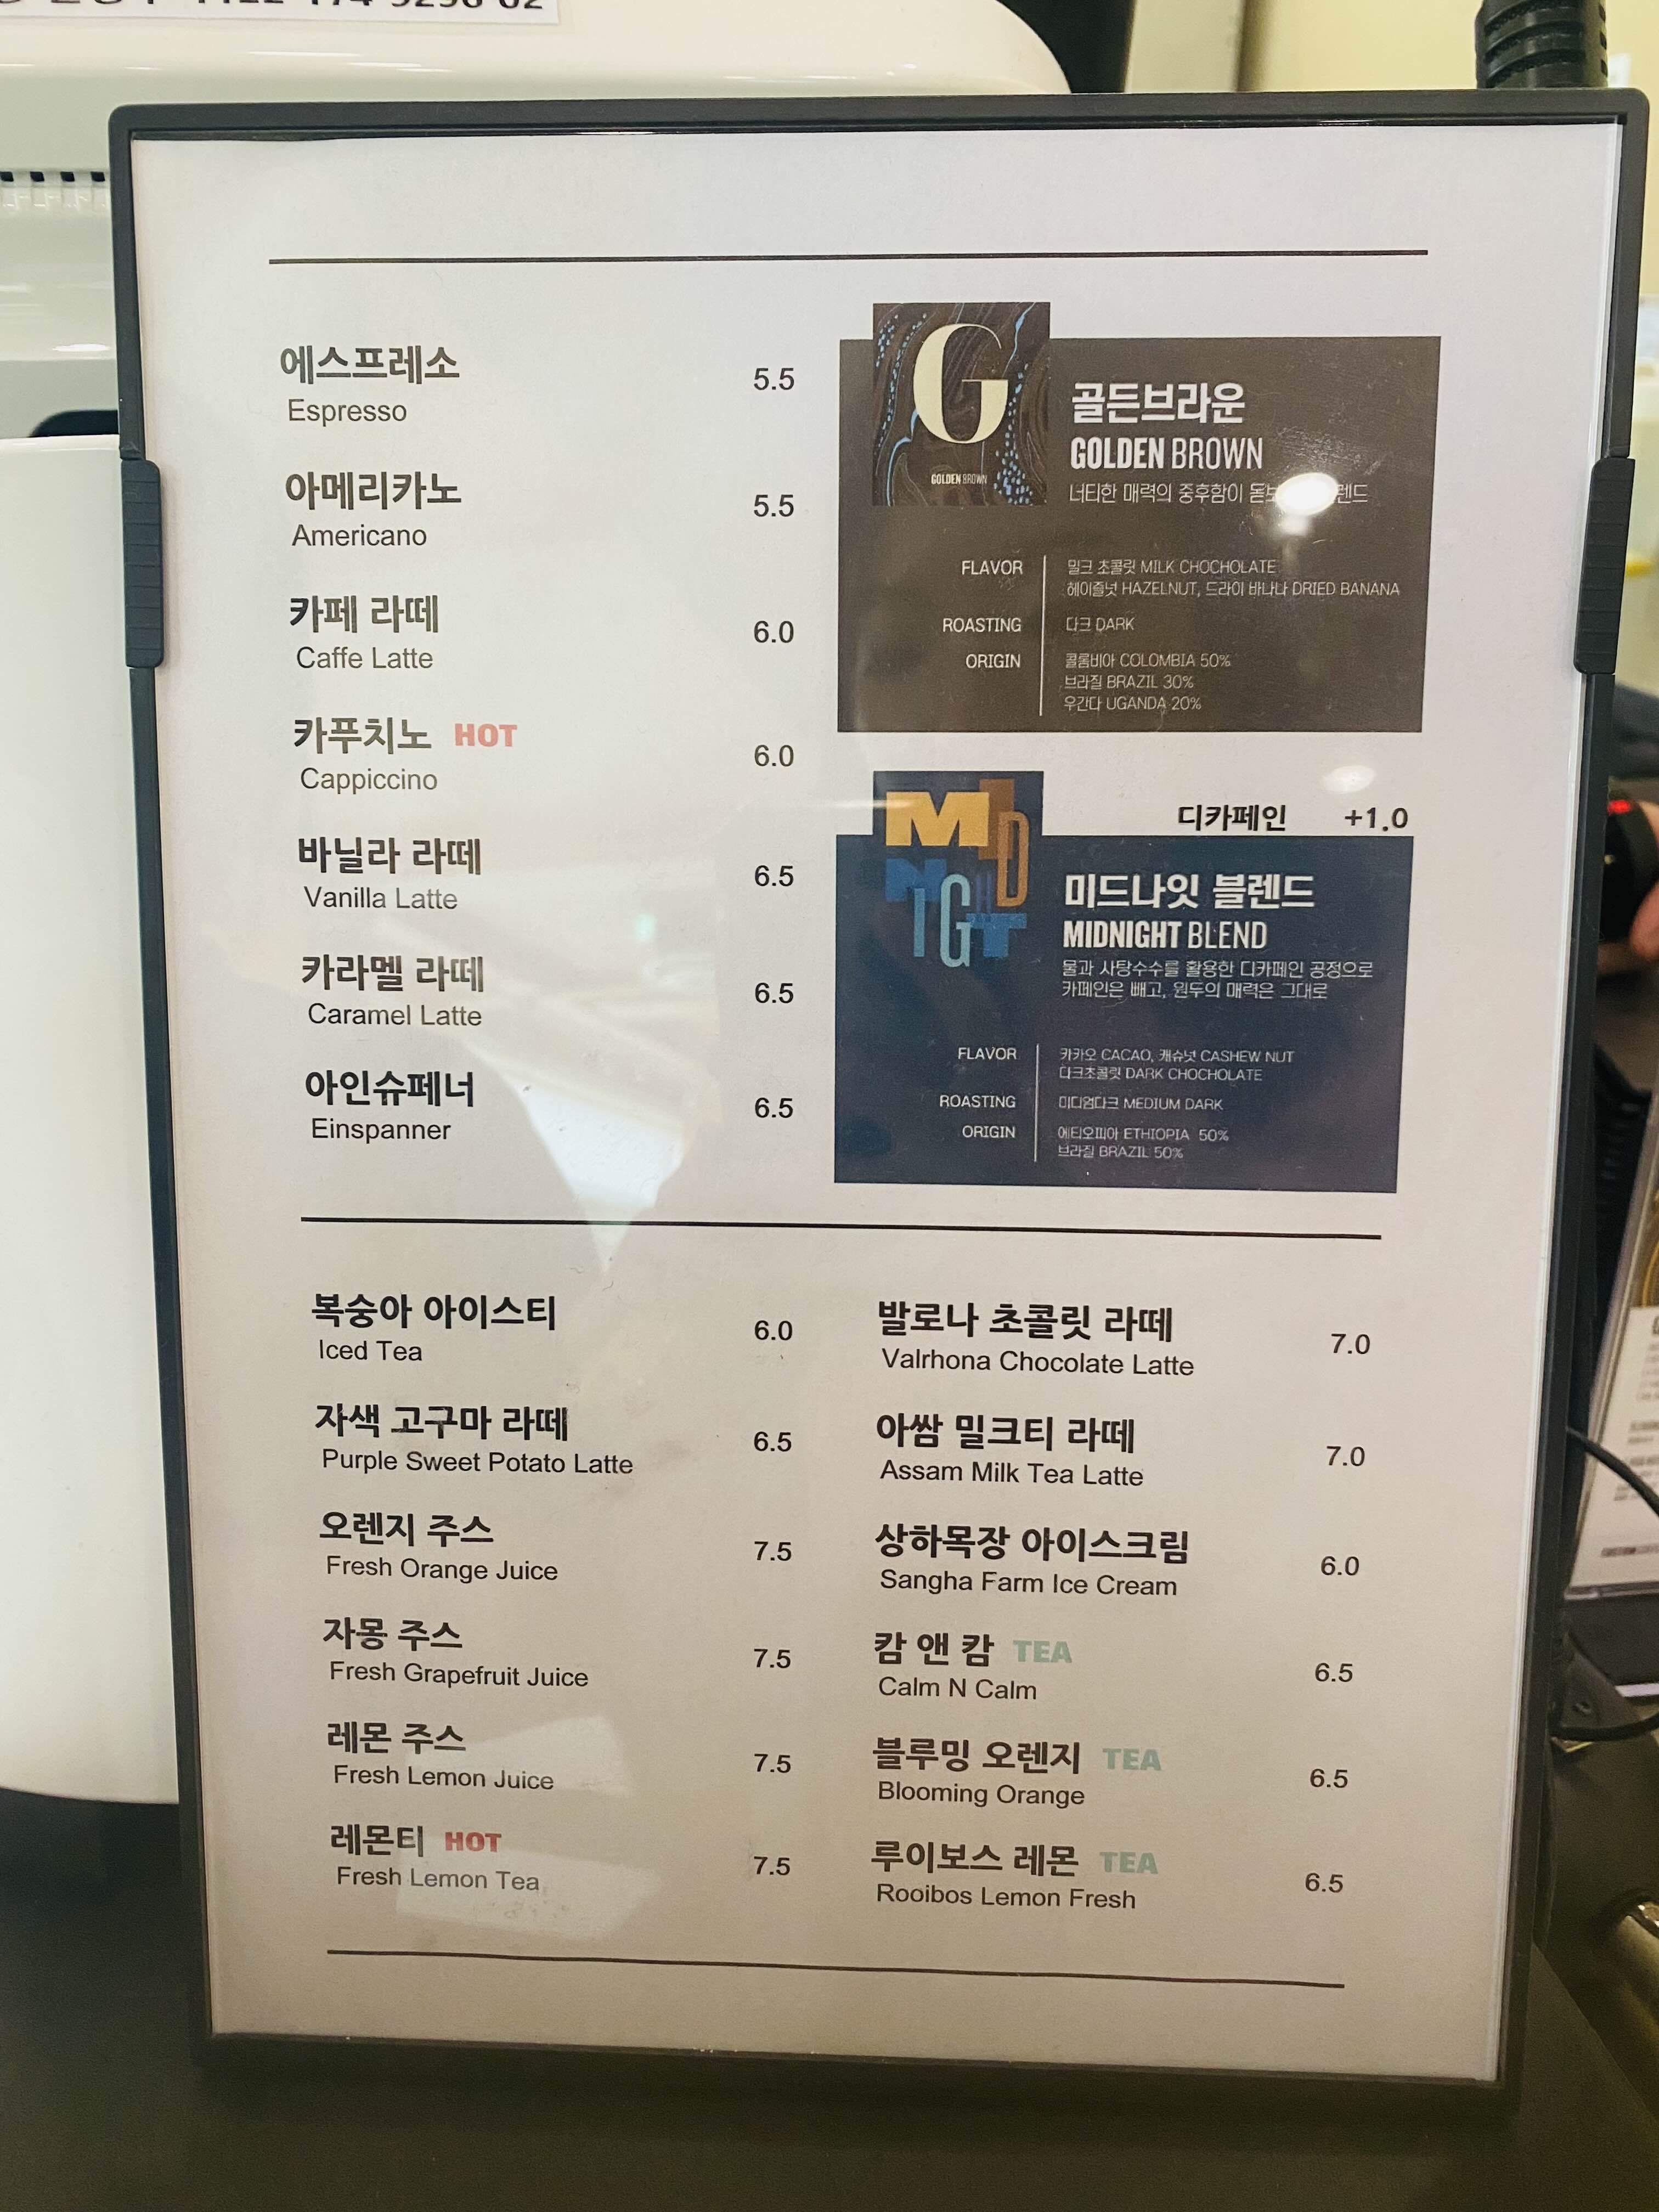 에스프레소 5.5
Espresso
아메리카노 5.5
Americano
카페 라떼 6.0
Caffe Latte
카푸치노 HOT 6.0
Cappiccino
바닐라 라떼 6.5
Vanilla Latte
카라멜 라떼 6.5
Caramel Latte
아인슈페너 6.5
Einspanner
G
GOLDEN BROWN
골든브라운
GOLDEN BROWN
너티한 매력의 중후함이
FLAVOR 밀크 초콜릿 MILK CHOCHOLATE
헤이즐넛 HAZELNUT, 드라이 바나나 DRIED BANANA
ROASTING 다크 DARK
ORIGIN 콜롬비아 COLOMBIA 50%
브라질 BRAZIL 30%
우간다 UGANDA 20%
디카페인 +1.0
MIDNIGHT
미드나잇 블렌드
MIDNIGHT BLEND
물과 사탕수수를 활용한 디카페인 공정으로
카페인은 빼고, 원두의 매력은 그대로
FLAVOR 카카오 CACAO, 캐슈넛 CASHEW NUT
다크초콜릿 DARK CHOCHOLATE
ROASTING 미디엄다크 MEDIUM DARK
ORIGIN 에티오피아 ETHIOPIA 50%
브라질 BRAZIL 50%
복숭아 아이스티 6.0
Iced Tea
자색 고구마 라떼 6.5
Purple Sweet Potato Latte
오렌지 주스 7.5
Fresh Orange Juice
자몽 주스 7.5
Fresh Grapefruit Juice
레몬 주스 7.5
Fresh Lemon Juice
레몬티 HOT 7.5
Fresh Lemon Tea
발로나 초콜릿 라떼 7.0
Valrhona Chocolate Latte
아쌈 밀크티 라떼 7.0
Assam Milk Tea Latte
상하목장 아이스크림 6.0
Sangha Farm Ice Cream
캄 앤 캄 TEA 6.5
Calm N Calm
블루밍 오렌지 TEA 6.5
Blooming Orange
루이보스 레몬 TEA 6.5
Rooibos Lemon Fresh